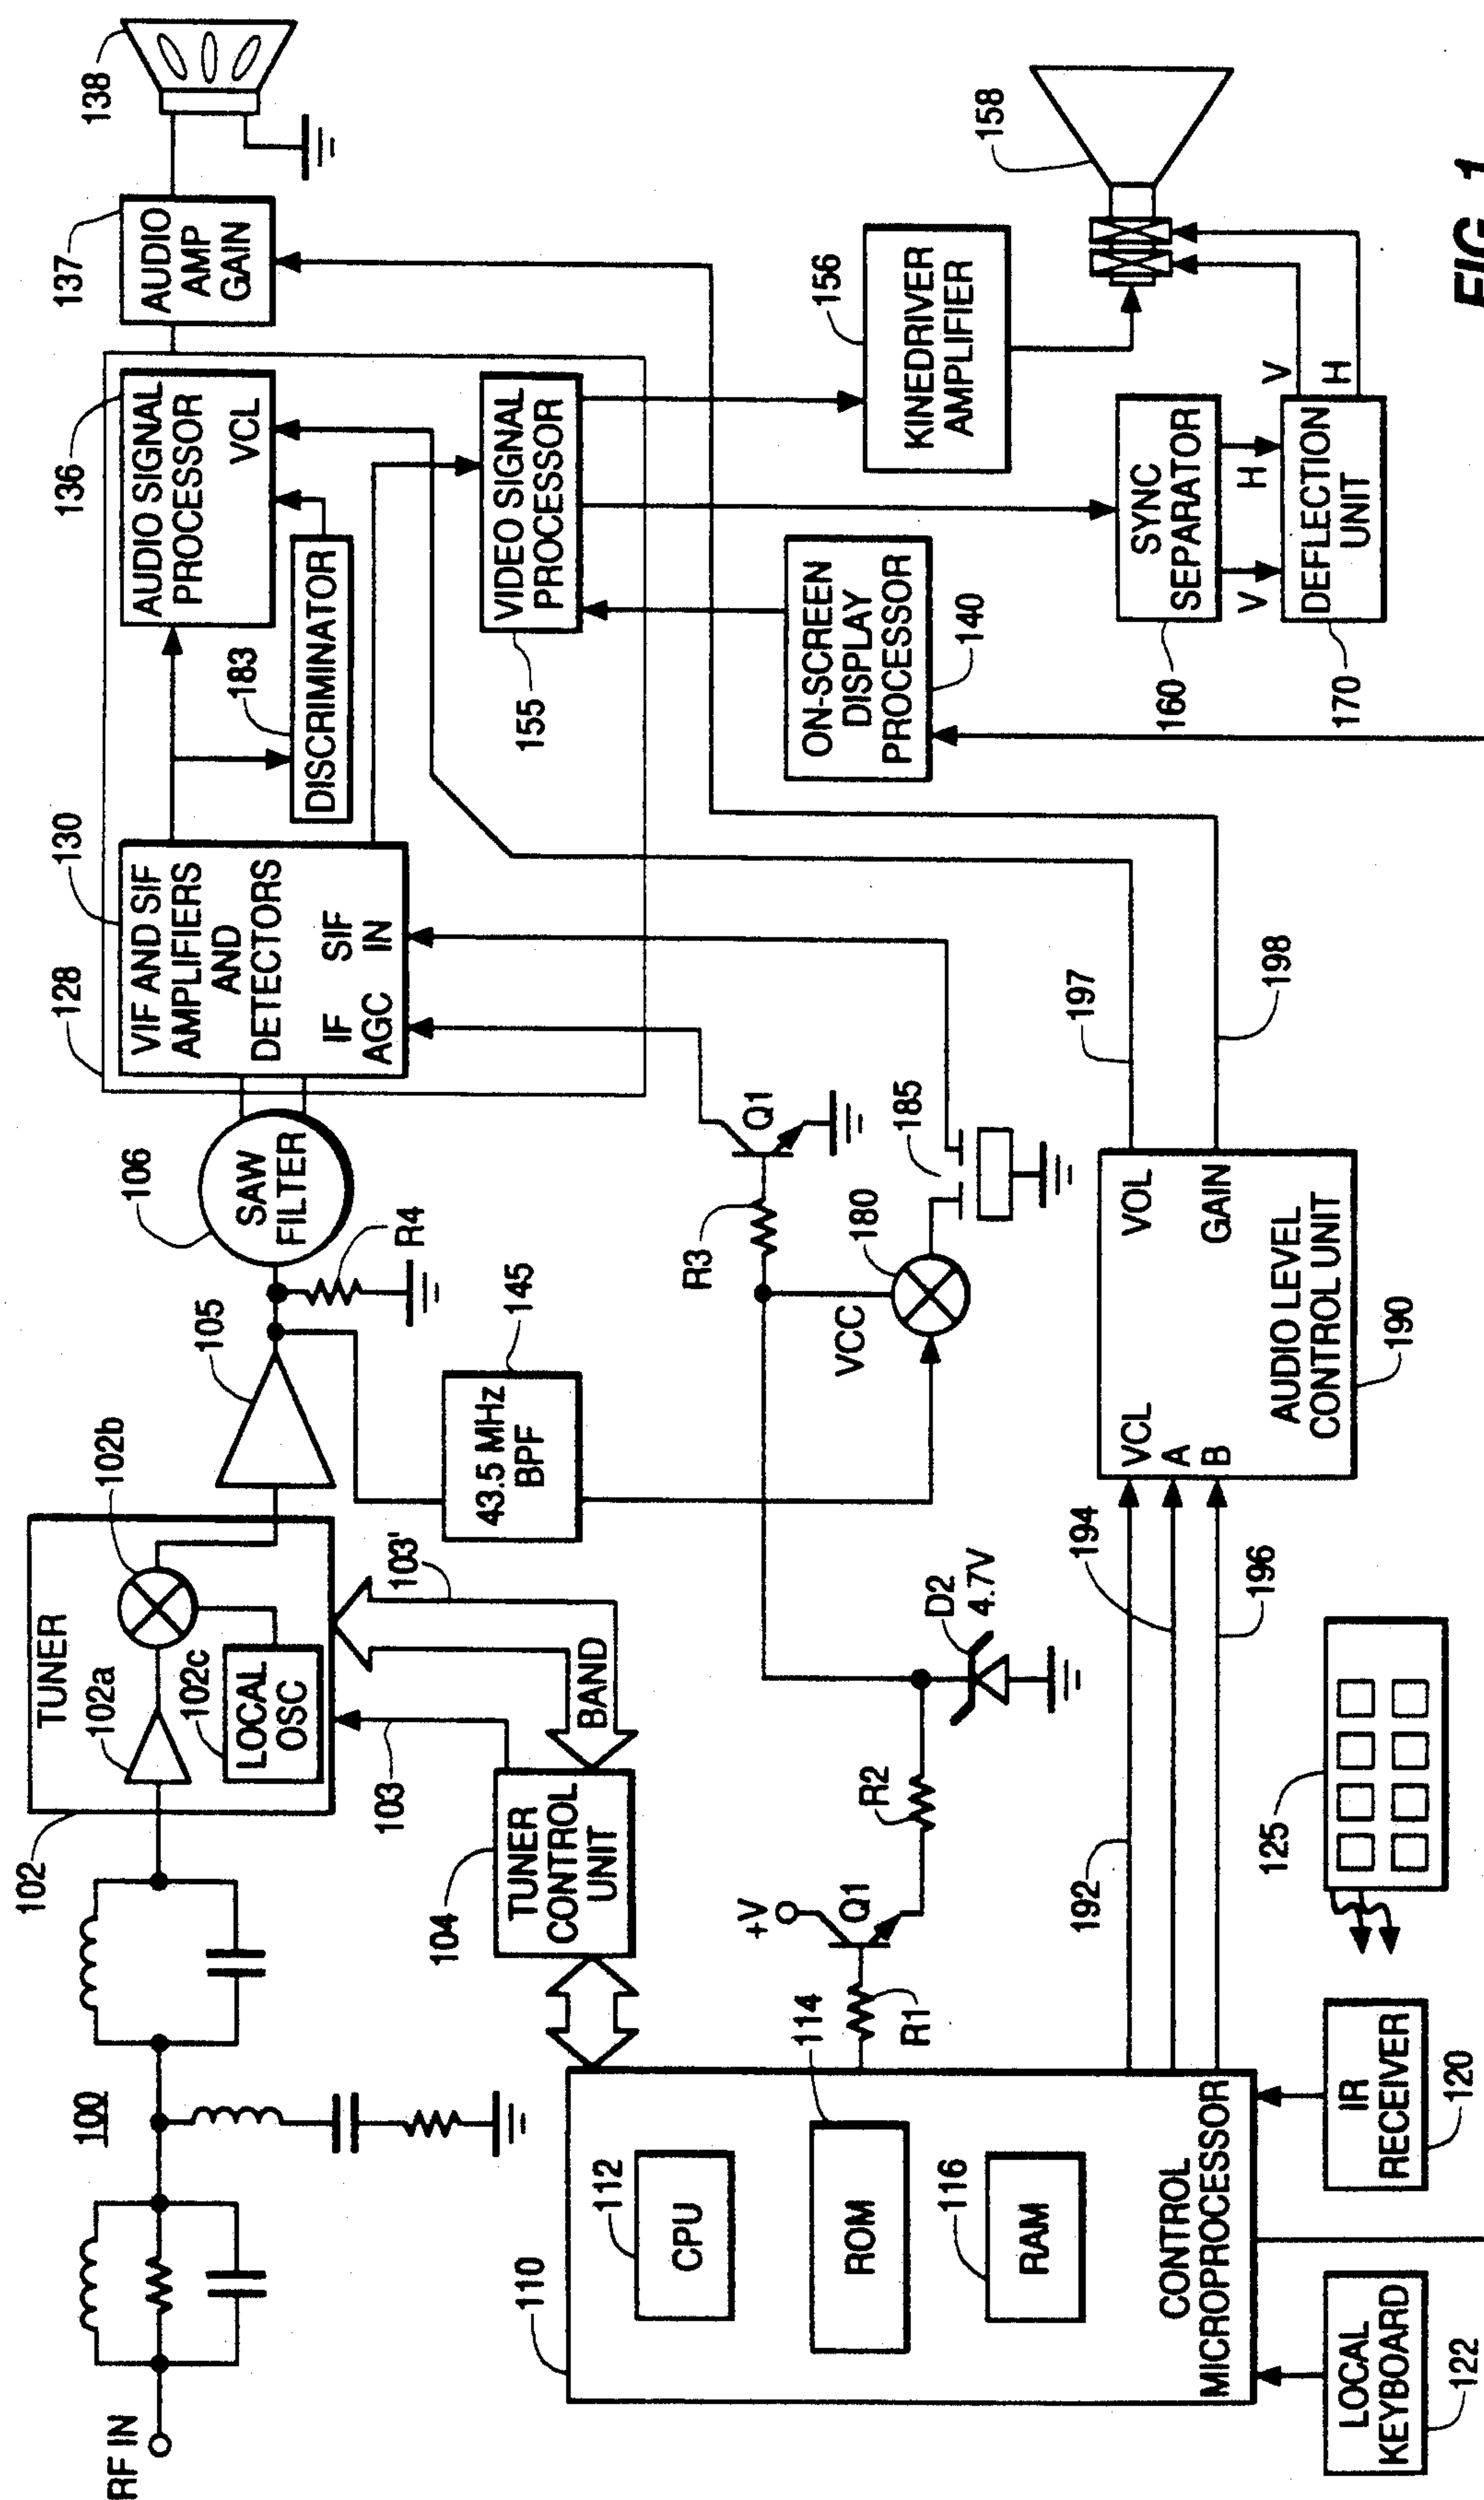 RF IN
100
102
TUNER
102a
102b
102c
LOCAL
OSC
103
103'
BAND
104
TUNER
CONTROL
UNIT
105
R4
106
SAW
FILTER
128
130
VIF AND SIF
AMPLIFIERS
AND
DETECTORS
IF
AGC
SIF
IN
183
DISCRIMINATOR
136
AUDIO SIGNAL
PROCESSOR
VCL
137
AUDIO
AMP
GAIN
138
145
43.5 MHz
BPF
155
VIDEO SIGNAL
PROCESSOR
110
112
CPU
114
ROM
116
RAM
CONTROL
MICROPROCESSOR
R1
+V
Q1
R2
D2
4.7V
VCC
180
R3
Q1
185
ON-SCREEN
DISPLAY
PROCESSOR
140
156
KINEDRIVER
AMPLIFIER
158
192
194
196
VCL
A
B
VOL
GAIN
AUDIO LEVEL
CONTROL UNIT
190
197
198
160
SYNC
SEPARATOR
V
H
170
DEFLECTION
UNIT
V
H
LOCAL
KEYBOARD
122
IR
RECEIVER
120
125
FIG. 1